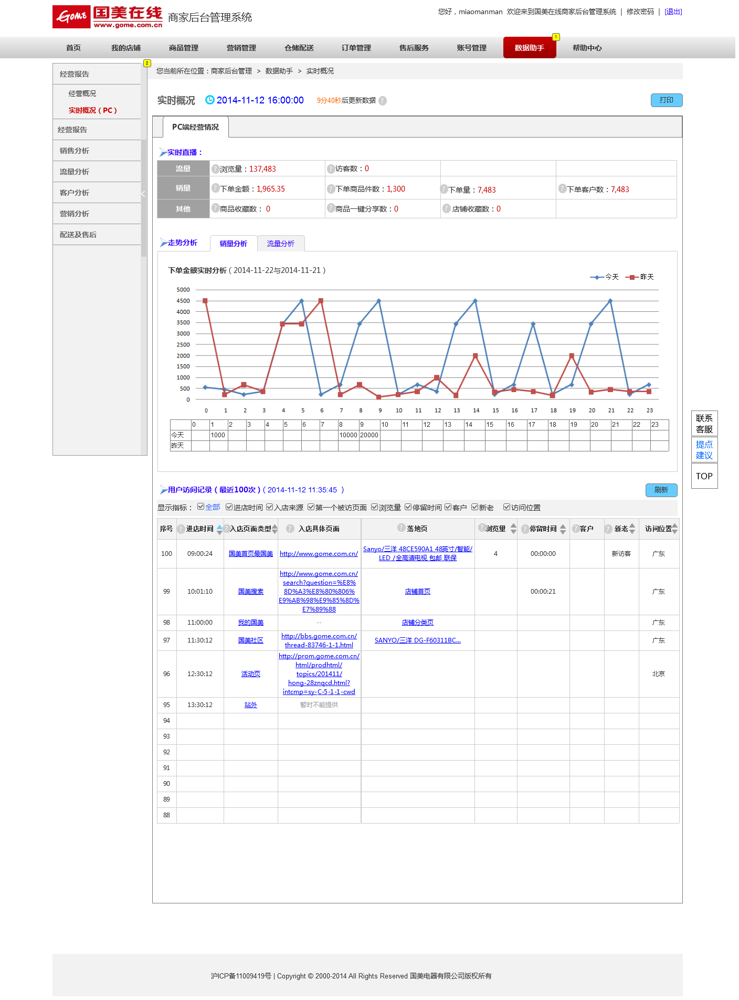 Gome 国美在线 www.gome.com.cn 商家后台管理系统
您好，miaomanman 欢迎来到国美在线商家后台管理系统 | 修改密码 | [退出]
1
首页 我的店铺 商品管理 营销管理 仓储配送 订单管理 售后服务 账号管理 数据助手 帮助中心
2
经营报告
经营概况
实时概况（PC）
经营报告
销售分析
流量分析
客户分析
营销分析
配送及售后
您当前所在位置：商家后台管理 > 数据助手 > 实时概况
实时概况 2014-11-12 16:00:00 9分40秒后更新数据 ? 打印
PC端经营情况
实时直播：
流量 ?浏览量：137,483 ?访客数：0
销量 ?下单金额：1,965.35 ?下单商品件数：1,300 ?下单量：7,483 ?下单客户数：7,483
其他 ?商品收藏数： 0 ?商品一键分享数：0 ?店铺收藏数：0
走势分析 销量分析 流量分析
下单金额实时分析（2014-11-22与2014-11-21）
今天 昨天
5000
4500
4000
3500
3000
2500
2000
1500
1000
500
0
0 1 2 3 4 5 6 7 8 9 10 11 12 13 14 15 16 17 18 19 20 21 22 23
0 1 2 3 4 5 6 7 8 9 10 11 12 13 14 15 16 17 18 19 20 21 22 23
今天 1000 10000 20000
昨天
用户访问记录（最近100次）（2014-11-12 11:35:45 ） 刷新
显示指标： 全部 进店时间 入店来源 第一个被访页面 浏览量 停留时间 客户 新老 访问位置
序号 ?进店时间 ?入店页面类型 ? 入店具体页面 ?落地页 ?浏览量 ?停留时间 ?客户 ? 新老 访问位置
100 09:00:24 国美首页最国美 http://www.gome.com.cn/ Sanyo/三洋 48CE590A1 48英寸/智能/
LED /全高清电视 包邮 联保 4 00:00:00 新访客 广东
99 10:01:10 国美搜索 http://www.gome.com.cn/
search?question=%E8%
8D%A3%E8%80%806%
E9%AB%98%E9%85%8D%
E7%89%88 店铺首页 00:00:21 广东
98 11:00:00 我的国美 -- 店铺分类页 广东
97 11:30:12 国美社区 http://bbs.gome.com.cn/
thread-83746-1-1.html SANYO/三洋 DG-F60311BC... 广东
96 12:30:12 活动页 http://prom.gome.com.cn/
html/prodhtml/
topics/201411/
hong-28znqcd.html?
intcmp=sy-C-5-1-1-cwd 北京
95 13:30:12 站外 暂时不能提供
94
93
92
91
90
89
88
联系
客服
提点
建议
TOP
沪ICP备11009419号 | Copyright © 2000-2014 All Rights Reserved 国美电器有限公司版权所有